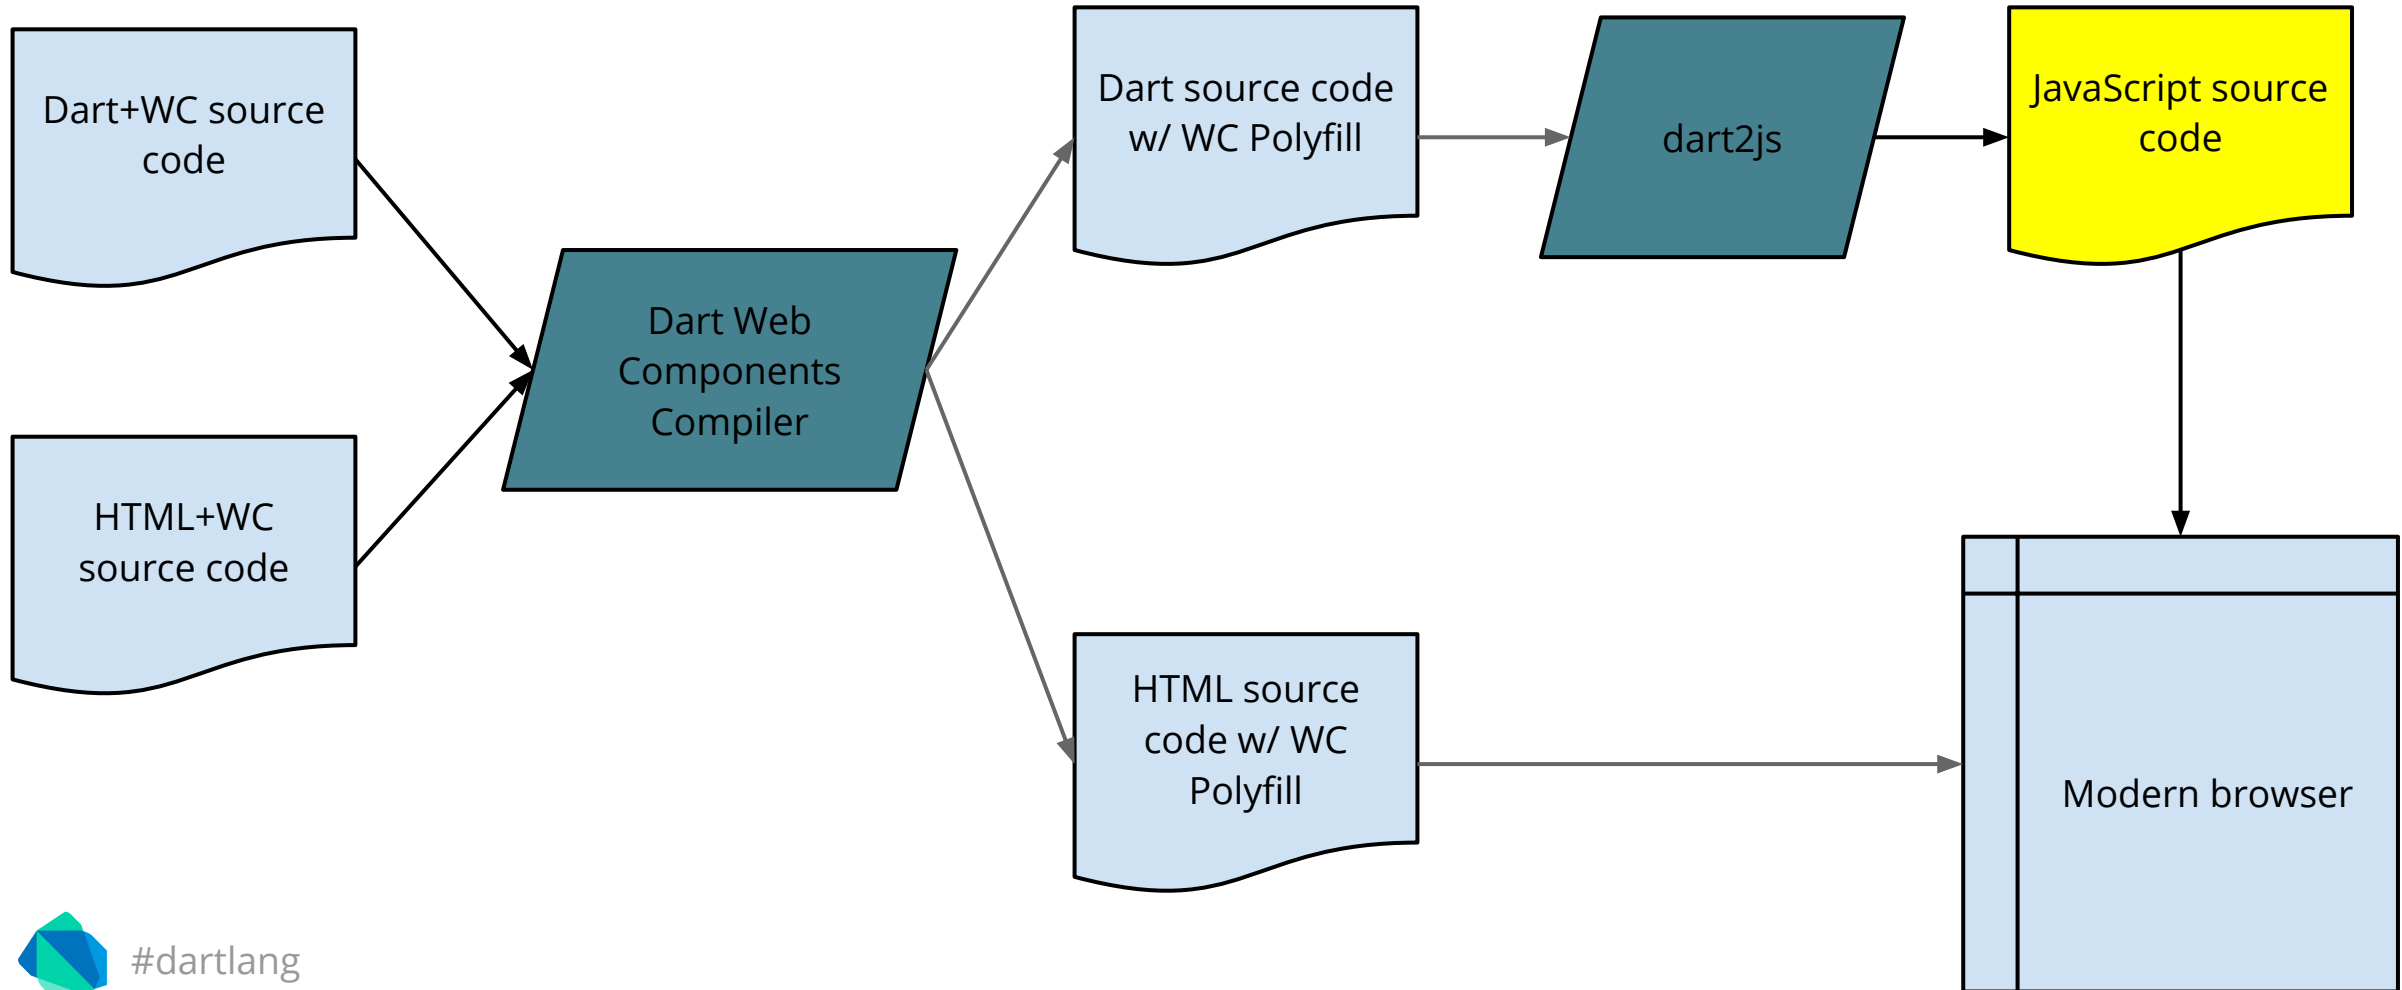 Dart+WC source
code
HTML+WC
source code
Dart Web
Components
Compiler
Dart source code
w/ WC Polyfill
HTML source
code w/ WC
Polyfill
dart2js
JavaScript source
code
Modern browser
#dartlang